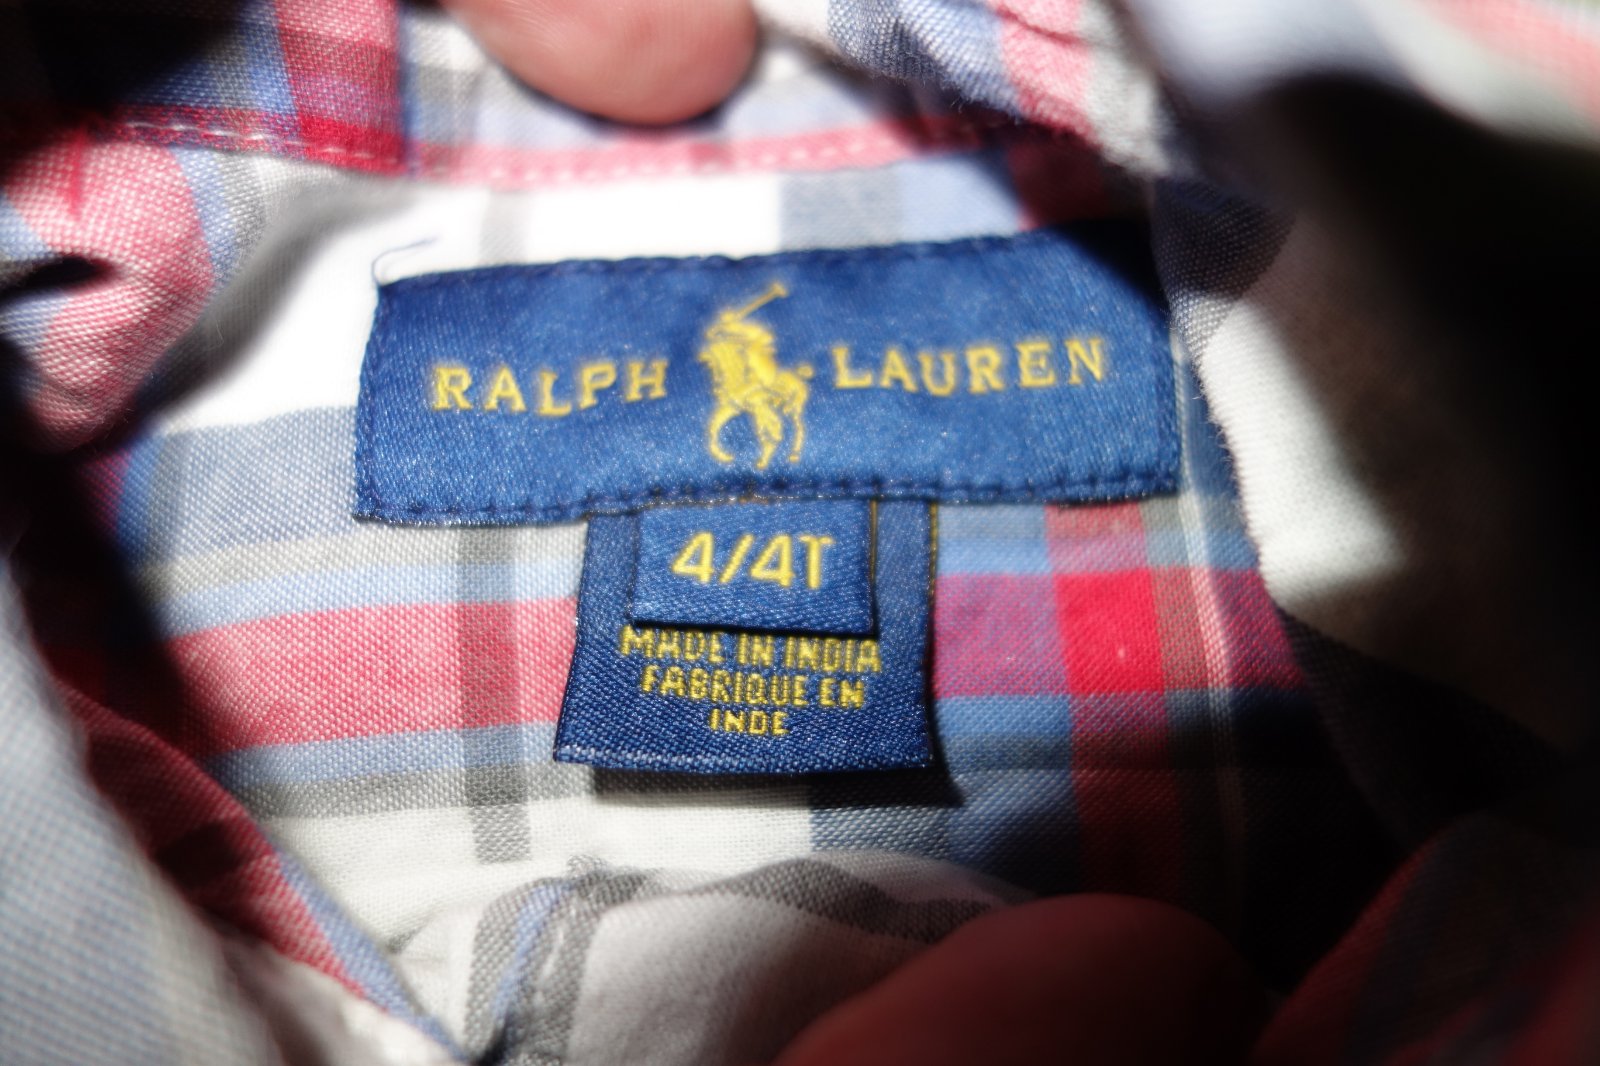 RALPH LAUREN
4/4T
MADE IN INDIA
FABRIQUE EN
INDE